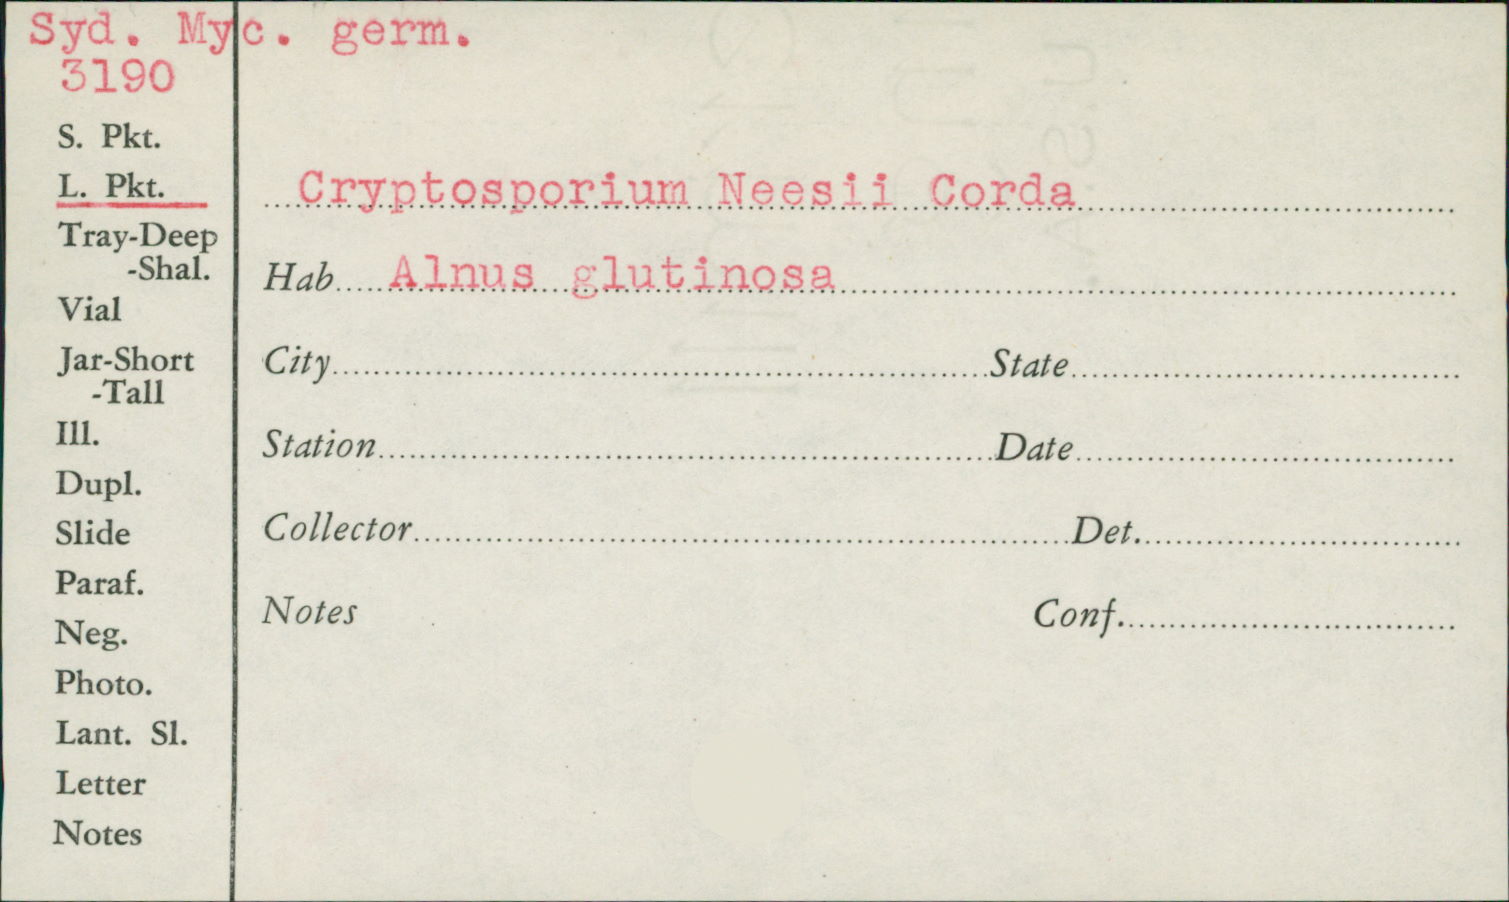 Syd. Myc. germ.
3190
S. Pkt.
L. Pkt.
Tray-Deep
-Shal.
Vial
Jar-Short
-Tall
Ill.
Dupl.
Slide
Paraf.
Neg.
Photo.
Lant. Sl.
Letter
Notes
Cryptosporium Neesii Corda
Hab Alnus glutinosa
City State
Station Date
Collector Det.
Notes Conf.